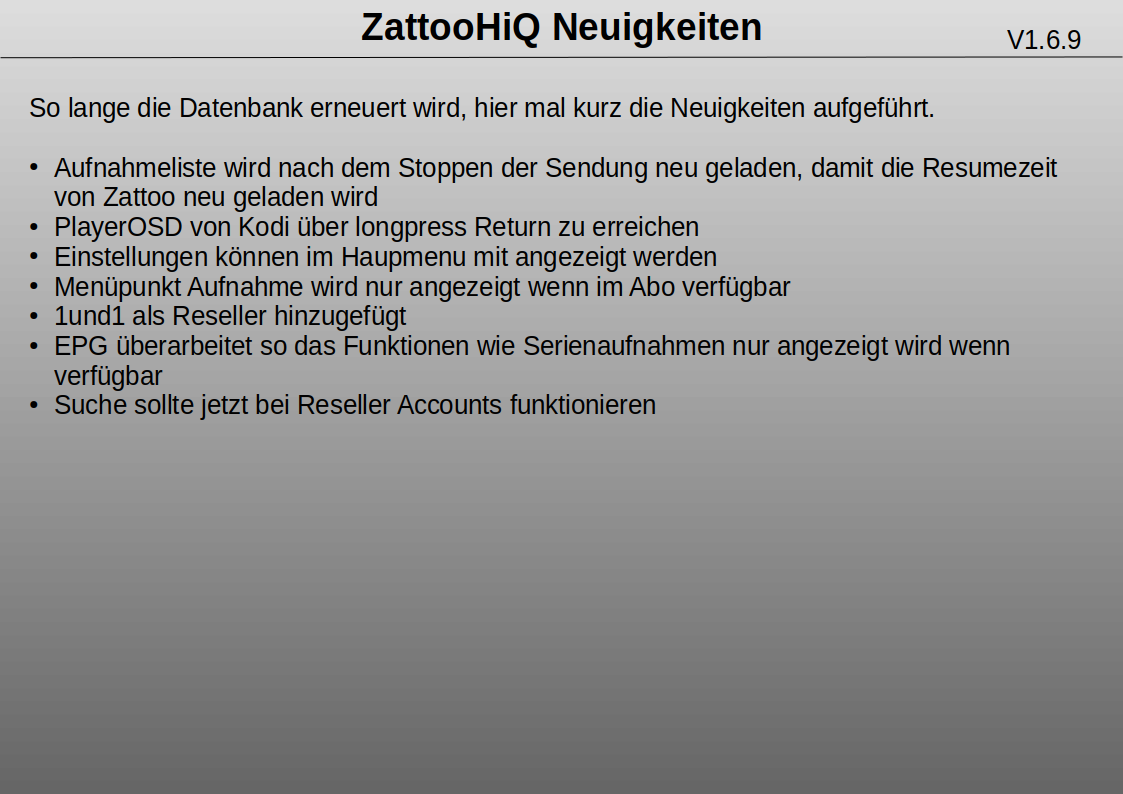 ZattooHiQ Neuigkeiten
V1.6.9
So lange die Datenbank erneuert wird, hier mal kurz die Neuigkeiten aufgeführt.
• Aufnahmeliste wird nach dem Stoppen der Sendung neu geladen, damit die Resumezeit
von Zattoo neu geladen wird
• PlayerOSD von Kodi über longpress Return zu erreichen
• Einstellungen können im Haupmenu mit angezeigt werden
• Menüpunkt Aufnahme wird nur angezeigt wenn im Abo verfügbar
• 1und1 als Reseller hinzugefügt
• EPG überarbeitet so das Funktionen wie Serienaufnahmen nur angezeigt wird wenn
verfügbar
• Suche sollte jetzt bei Reseller Accounts funktionieren